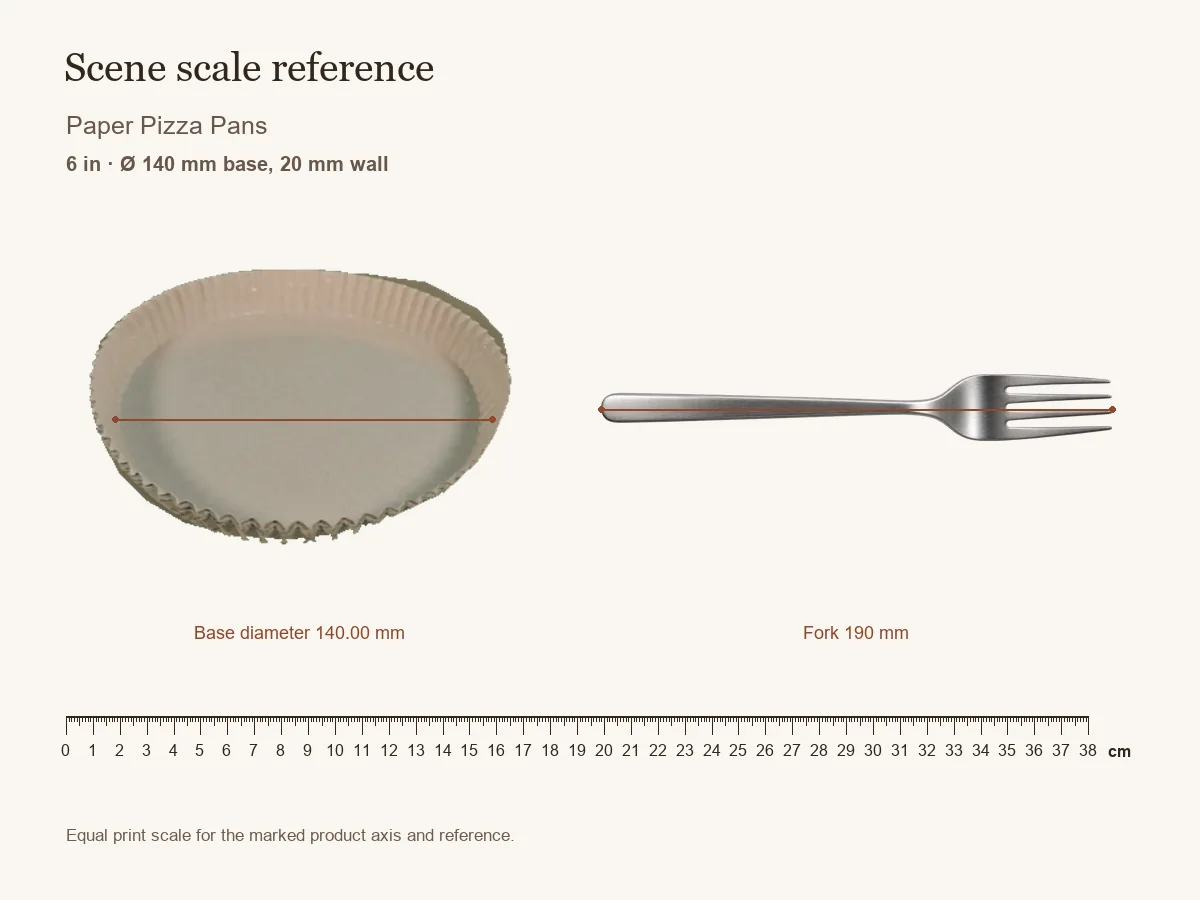 Scene scale reference
Paper Pizza Pans
6 in · Ø 140 mm base, 20 mm wall
Base diameter 140.00 mm
Fork 190 mm
0 1 2 3 4 5 6 7 8 9 10 11 12 13 14 15 16 17 18 19 20 21 22 23 24 25 26 27 28 29 30 31 32 33 34 35 36 37 38 cm
Equal print scale for the marked product axis and reference.